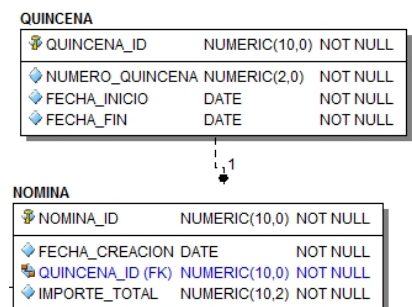 QUINCENA
QUINCENA_ID NUMERIC(10,0) NOT NULL
NUMERO_QUINCENA NUMERIC(2,0) NOT NULL
FECHA_INICIO DATE NOT NULL
FECHA_FIN DATE NOT NULL
1
NOMINA
NOMINA_ID NUMERIC(10,0) NOT NULL
FECHA_CREACION DATE NOT NULL
QUINCENA_ID (FK) NUMERIC(10,0) NOT NULL
IMPORTE_TOTAL NUMERIC(10,2) NOT NULL